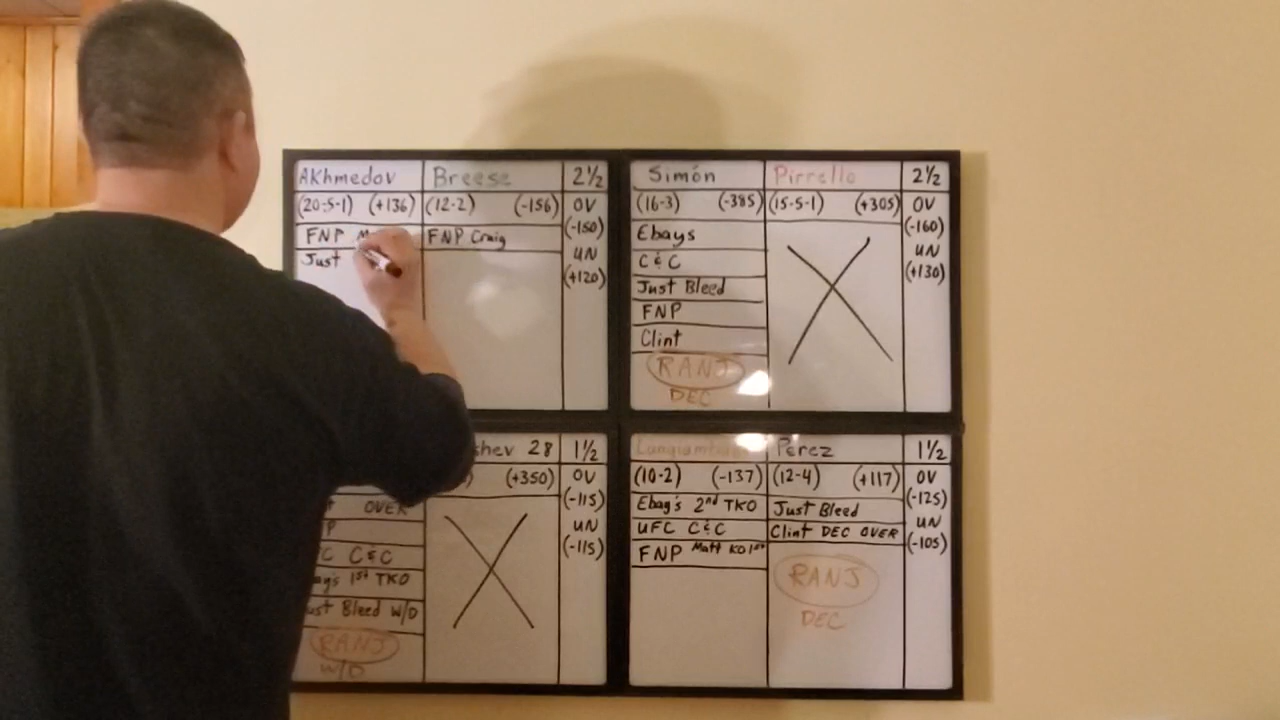 AKhmedov Breese 2½
(20-5-1) (+136) (12-2) (-156) OV
(-150)
FNP FNP Craig UN
Just (+120)
Simón Pirrello 2½
(16-3) (-385) (15-5-1) (+305) OV
Ebays (-160)
C&C UN
Just Bleed (+130)
FNP
Clint
RANJ
DEC
shev 28 1½
(+350) OV
OVER (-115)
P UN
C C&C (-115)
ay's 1st TKO
ust Bleed W/D
RANJ
W/D
Perez 1½
(10-2) (-137) (12-4) (+117) OV
Ebay's 2nd TKO Just Bleed (-125)
UFC C&C Clint DEC OVER UN
FNP Matt KO 1st (-105)
RANJ
DEC